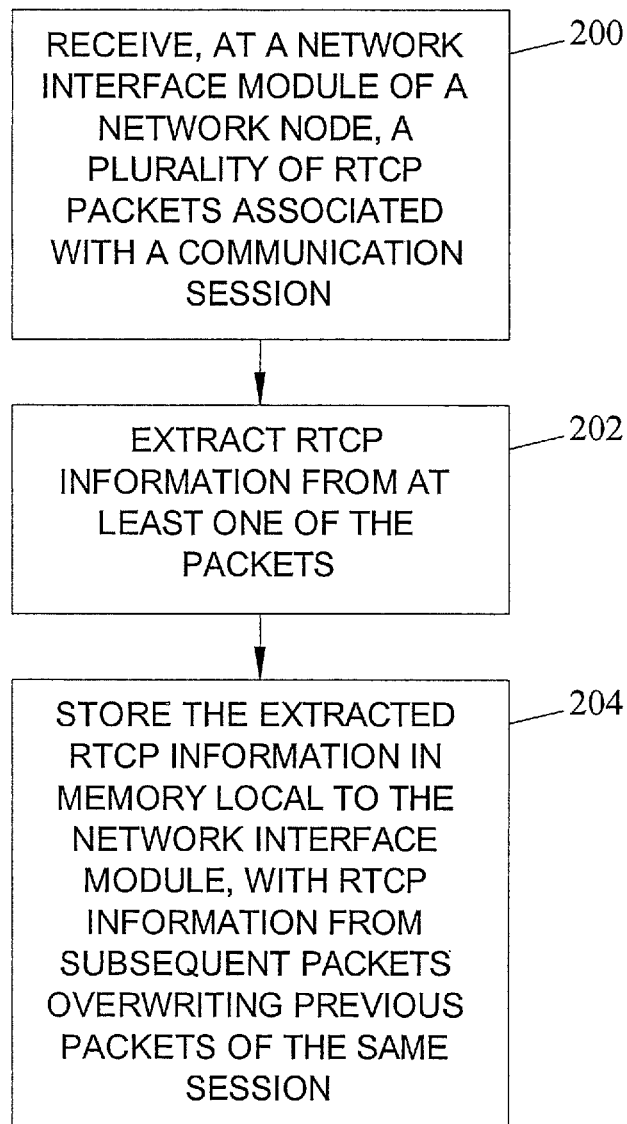 RECEIVE, AT A NETWORK
INTERFACE MODULE OF A
NETWORK NODE, A
PLURALITY OF RTCP
PACKETS ASSOCIATED
WITH A COMMUNICATION
SESSION
200
EXTRACT RTCP
INFORMATION FROM AT
LEAST ONE OF THE
PACKETS
202
STORE THE EXTRACTED
RTCP INFORMATION IN
MEMORY LOCAL TO THE
NETWORK INTERFACE
MODULE, WITH RTCP
INFORMATION FROM
SUBSEQUENT PACKETS
OVERWRITING PREVIOUS
PACKETS OF THE SAME
SESSION
204